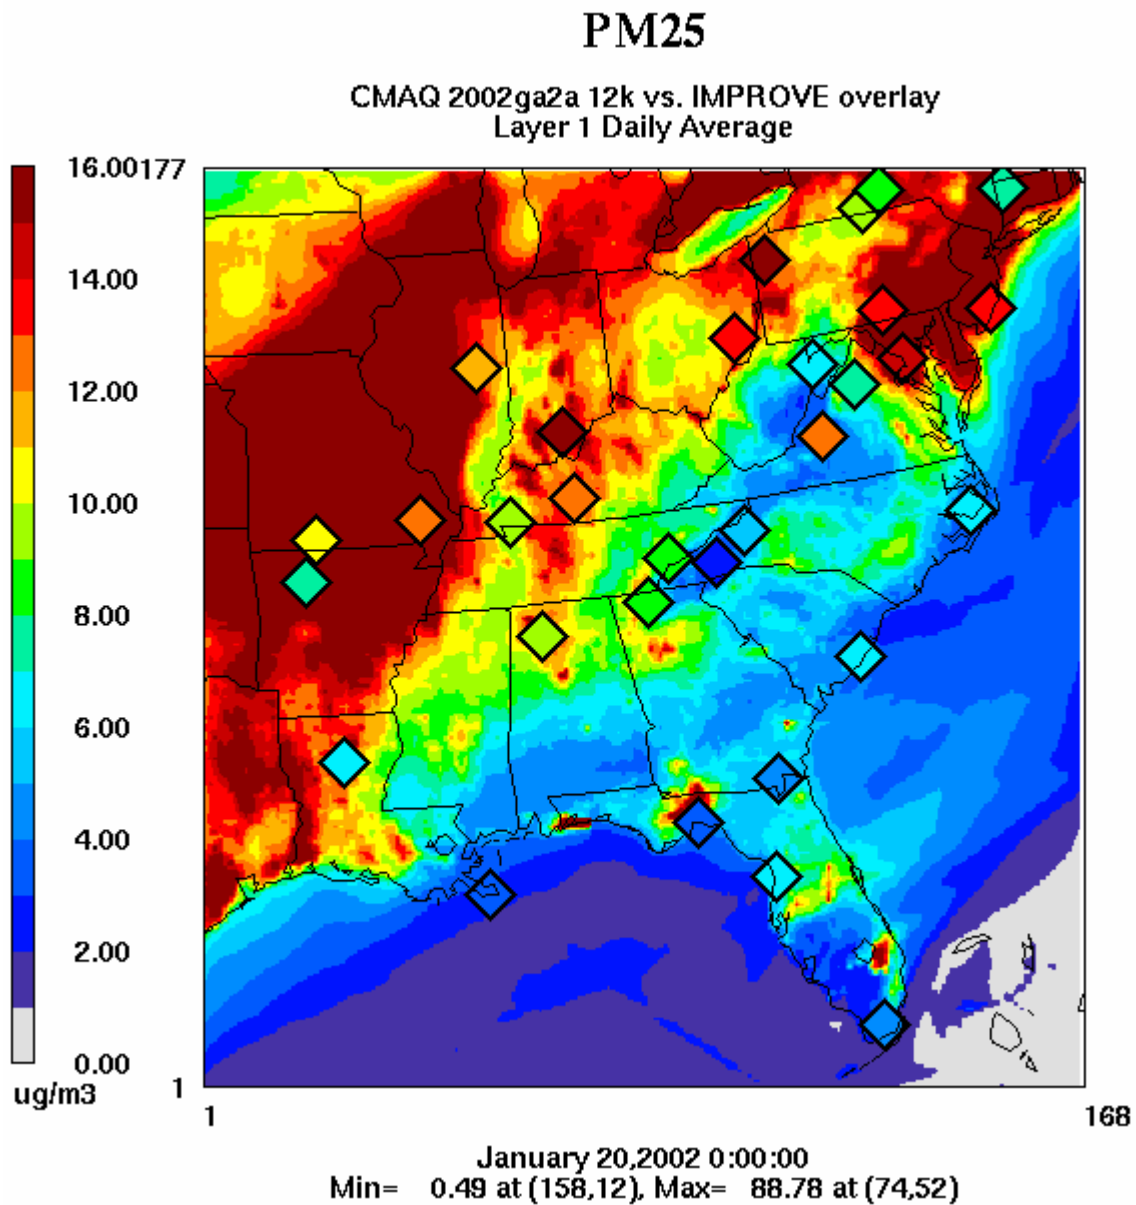 PM25
CMAQ 2002ga2a 12k vs. IMPROVE overlay
Layer 1 Daily Average
16.00
177
14.00
12.00
10.00
8.00
6.00
4.00
2.00
0.00
ug/m3
1
1
168
January 20,2002 0:00:00
Min= 0.49 at (158,12), Max= 88.78 at (74,52)